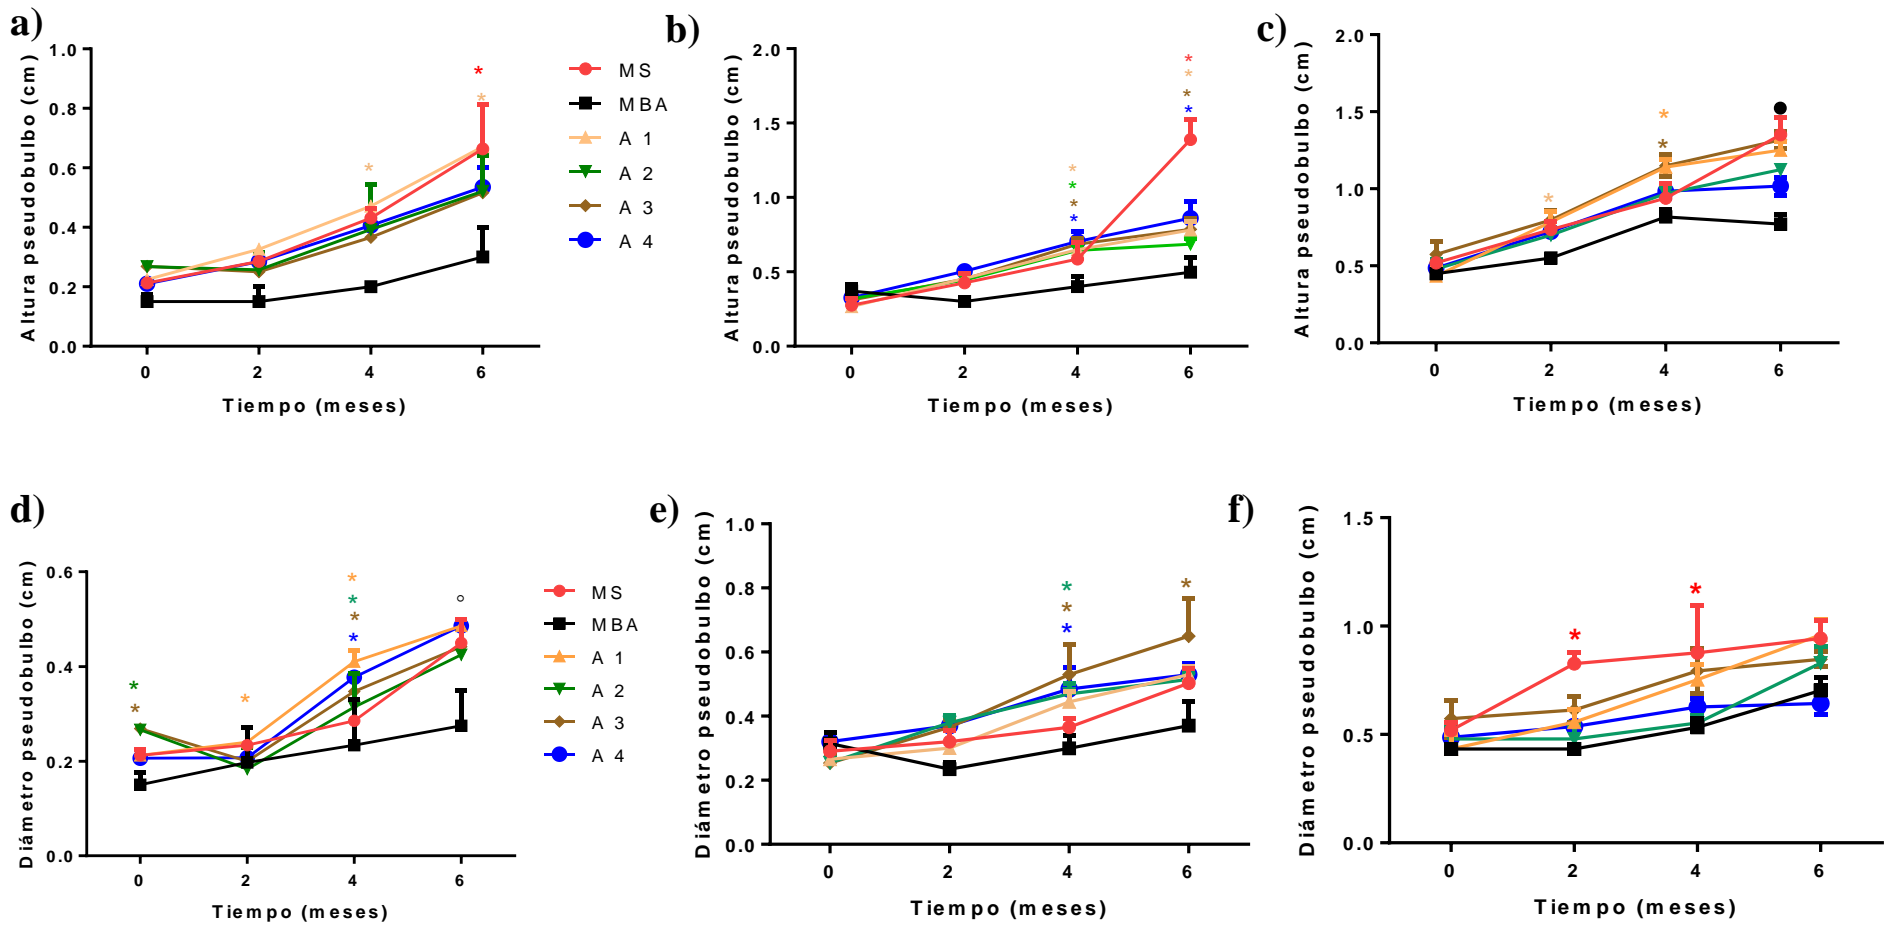 a)
Altura pseudobulbo (cm)
1.0
0.8
0.6
0.4
0.2
0.0
0 2 4 6
Tiempo (meses)
* *
*
MS
MBA
A 1
A 2
A 3
A 4
b)
Altura pseudobulbo (cm)
2.0
1.5
1.0
0.5
0.0
0 2 4 6
Tiempo (meses)
*
*
*
*
*
*
*
*
c)
Altura pseudobulbo (cm)
2.0
1.5
1.0
0.5
0.0
0 2 4 6
Tiempo (meses)
*
*
*
d)
Diámetro pseudobulbo (cm)
0.6
0.4
0.2
0.0
0 2 4 6
Tiempo (meses)
*
*
*
*
*
*
*
MS
MBA
A 1
A 2
A 3
A 4
e)
Diámetro pseudobulbo (cm)
1.0
0.8
0.6
0.4
0.2
0.0
0 2 4 6
Tiempo (meses)
*
*
*
*
f)
Diámetro pseudobulbo (cm)
1.5
1.0
0.5
0.0
0 2 4 6
Tiempo (meses)
*
*